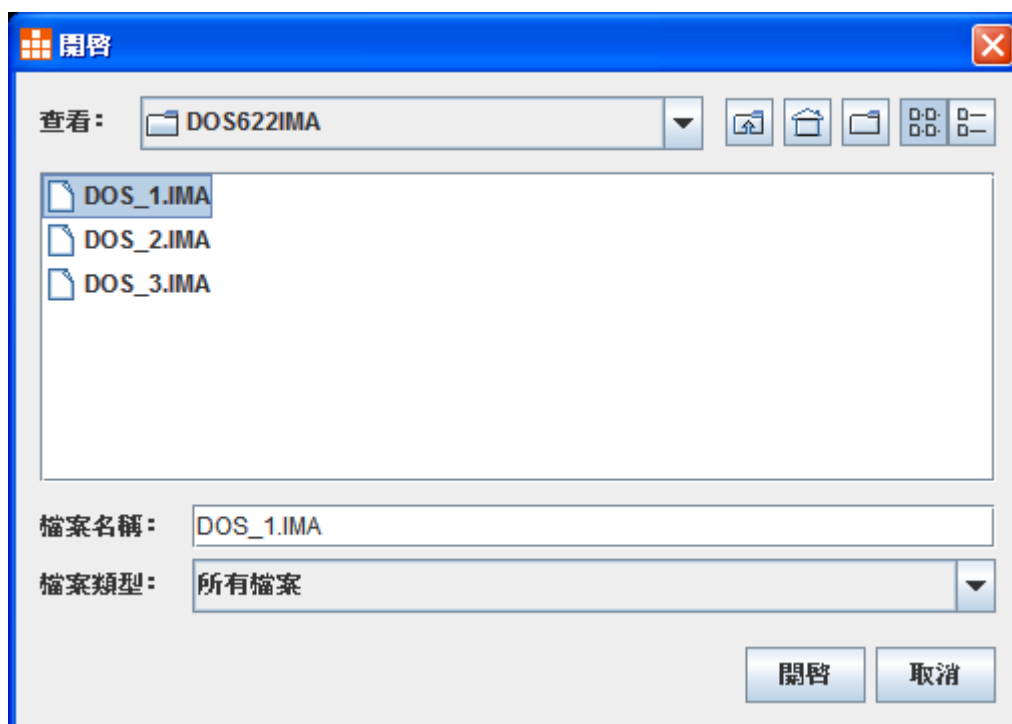 開啓
查看： DOS622IMA
DOS_1.IMA
DOS_2.IMA
DOS_3.IMA
檔案名稱： DOS_1.IMA
檔案類型： 所有檔案
開啓 取消